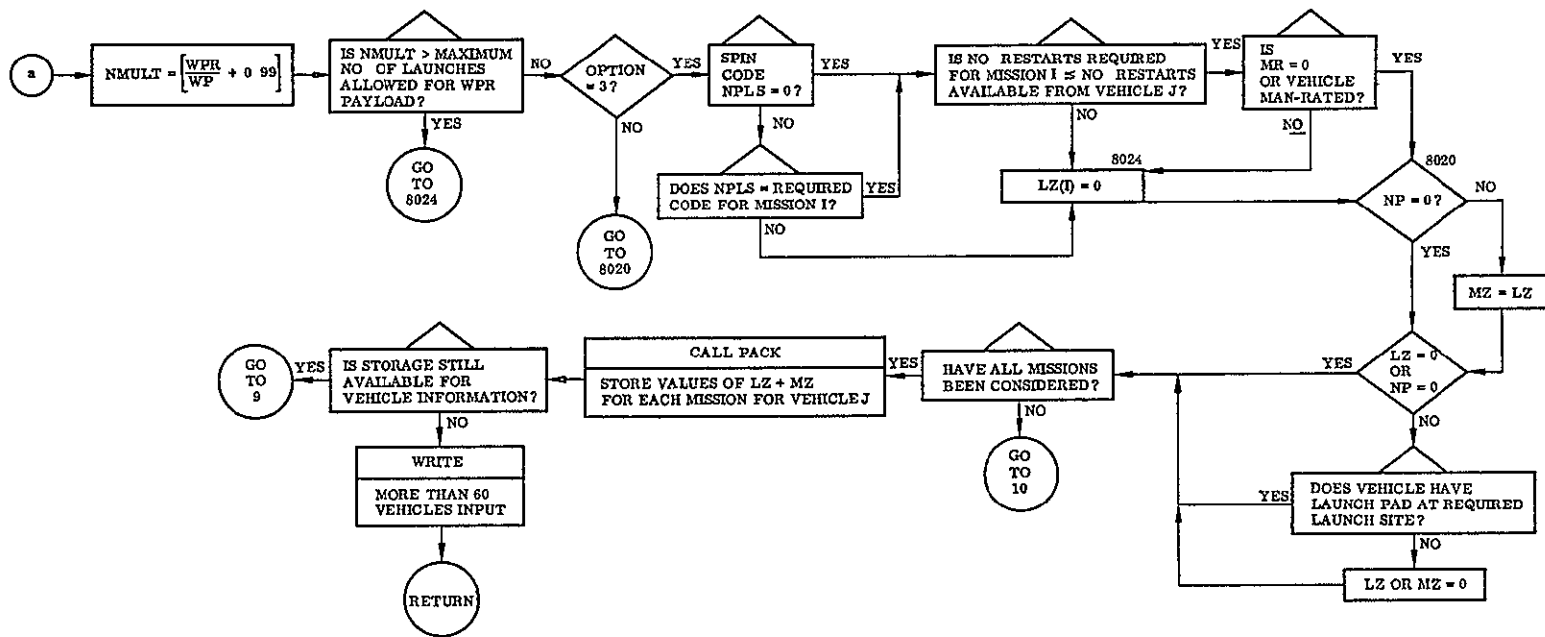 a
NMULT = [WPR/WP + 0 99]
IS NMULT > MAXIMUM
NO OF LAUNCHES
ALLOWED FOR WPR
PAYLOAD?
YES
GO
TO
8024
NO
OPTION
= 3?
NO
GO
TO
8020
YES
SPIN
CODE
NPLS = 0?
YES
NO
DOES NPLS = REQUIRED
CODE FOR MISSION I?
YES
NO
IS NO RESTARTS REQUIRED
FOR MISSION I ≤ NO RESTARTS
AVAILABLE FROM VEHICLE J?
YES
NO
IS
MR = 0
OR VEHICLE
MAN-RATED?
YES
NO
8024
LZ(I) = 0
8020
NP = 0?
NO
YES
MZ = LZ
LZ = 0
OR
NP = 0
YES
NO
DOES VEHICLE HAVE
LAUNCH PAD AT REQUIRED
LAUNCH SITE?
YES
NO
LZ OR MZ = 0
HAVE ALL MISSIONS
BEEN CONSIDERED?
YES
NO
GO
TO
10
CALL PACK
STORE VALUES OF LZ + MZ
FOR EACH MISSION FOR VEHICLE J
IS STORAGE STILL
AVAILABLE FOR
VEHICLE INFORMATION?
YES
GO
TO
9
NO
WRITE
MORE THAN 60
VEHICLES INPUT
RETURN